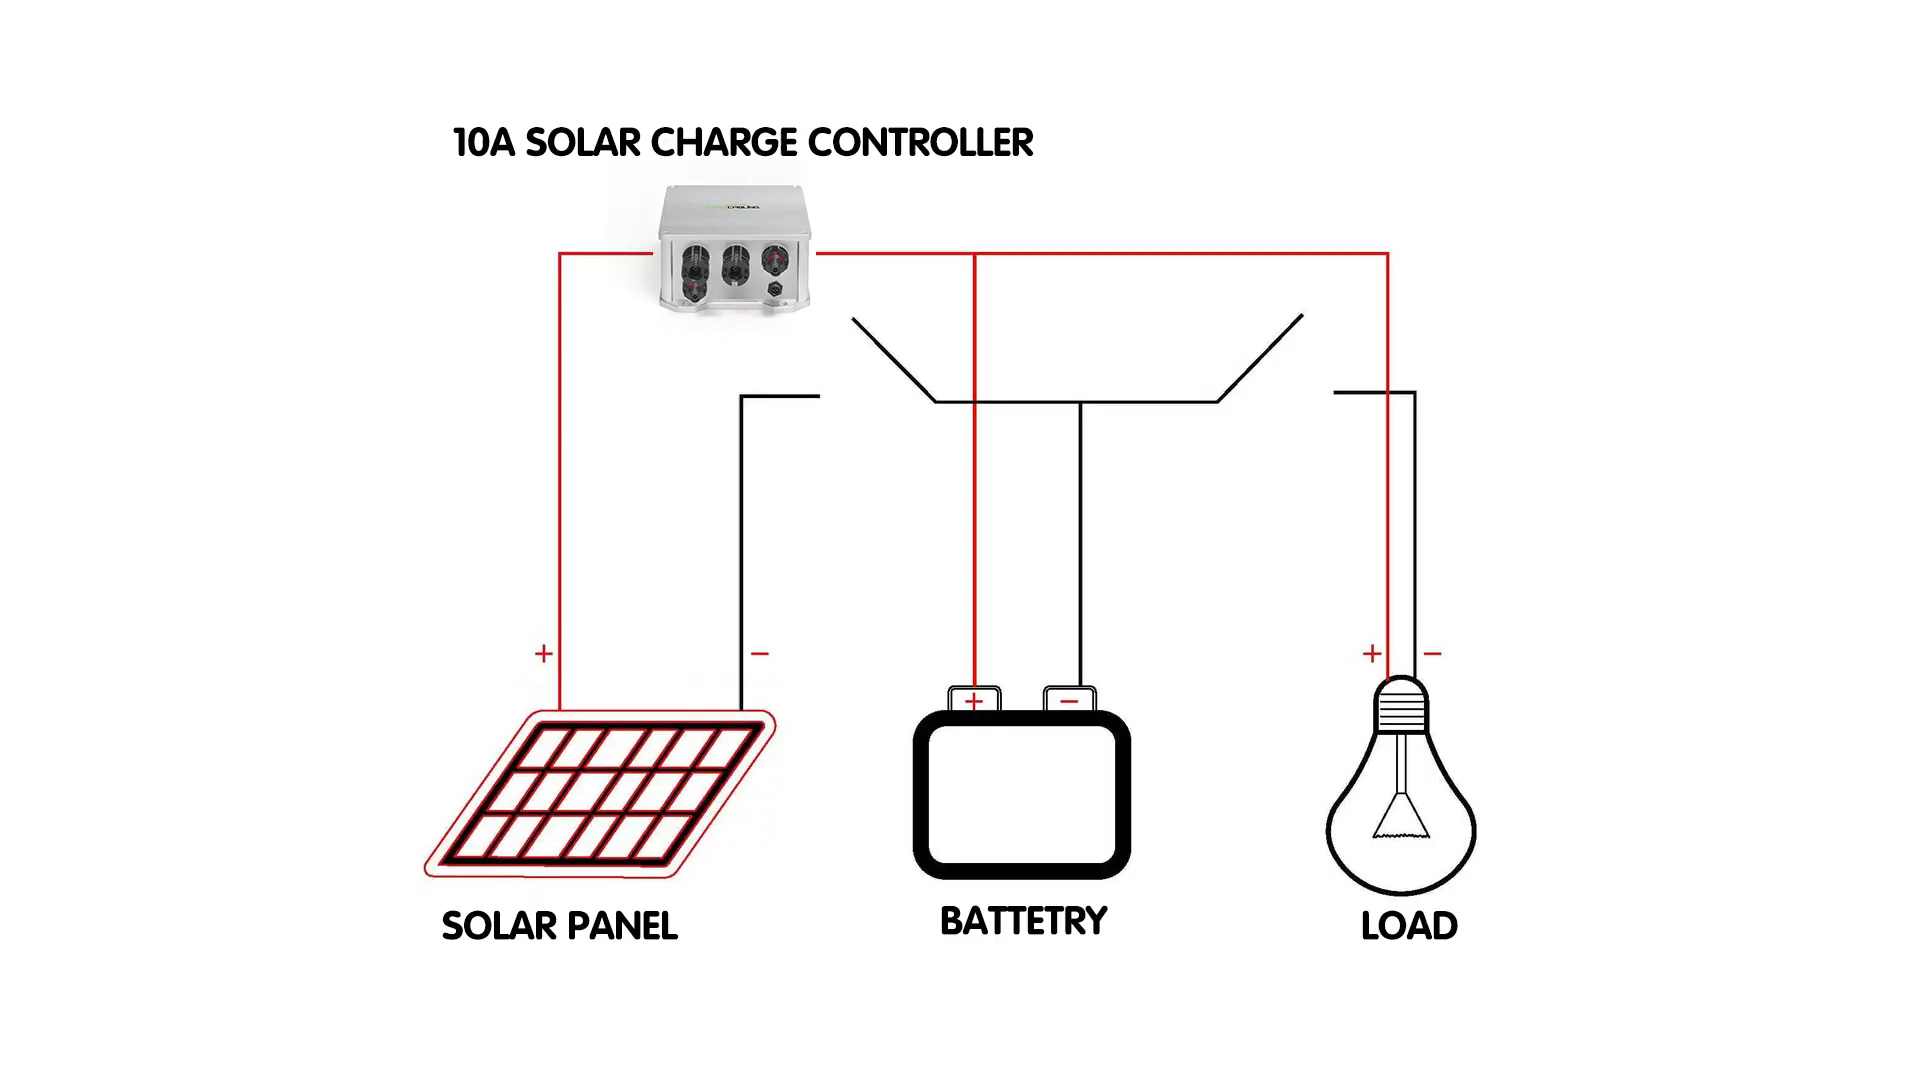 10A SOLAR CHARGE CONTROLLER
+
−
+
−
+
−
SOLAR PANEL
BATTETRY
LOAD